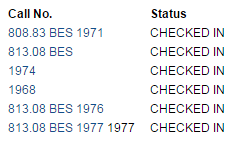 Call No. Status
808.83 BES 1971 CHECKED IN
813.08 BES CHECKED IN
1974 CHECKED IN
1968 CHECKED IN
813.08 BES 1976 CHECKED IN
813.08 BES 1977 1977 CHECKED IN